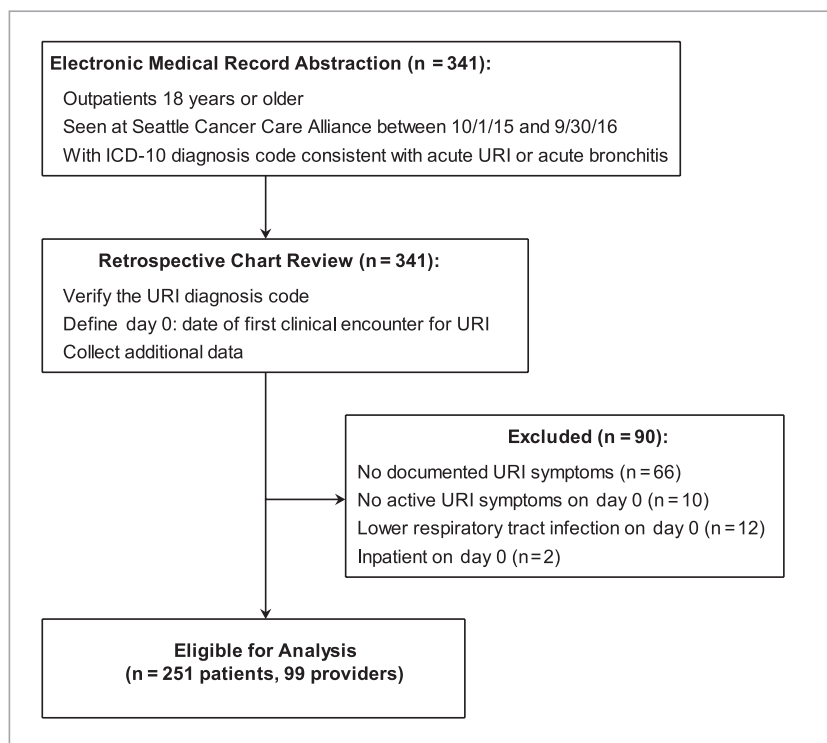 Electronic Medical Record Abstraction (n = 341):
Outpatients 18 years or older
Seen at Seattle Cancer Care Alliance between 10/1/15 and 9/30/16
With ICD-10 diagnosis code consistent with acute URI or acute bronchitis
Retrospective Chart Review (n = 341):
Verify the URI diagnosis code
Define day 0: date of first clinical encounter for URI
Collect additional data
Excluded (n = 90):
No documented URI symptoms (n = 66)
No active URI symptoms on day 0 (n = 10)
Lower respiratory tract infection on day 0 (n = 12)
Inpatient on day 0 (n = 2)
Eligible for Analysis
(n = 251 patients, 99 providers)